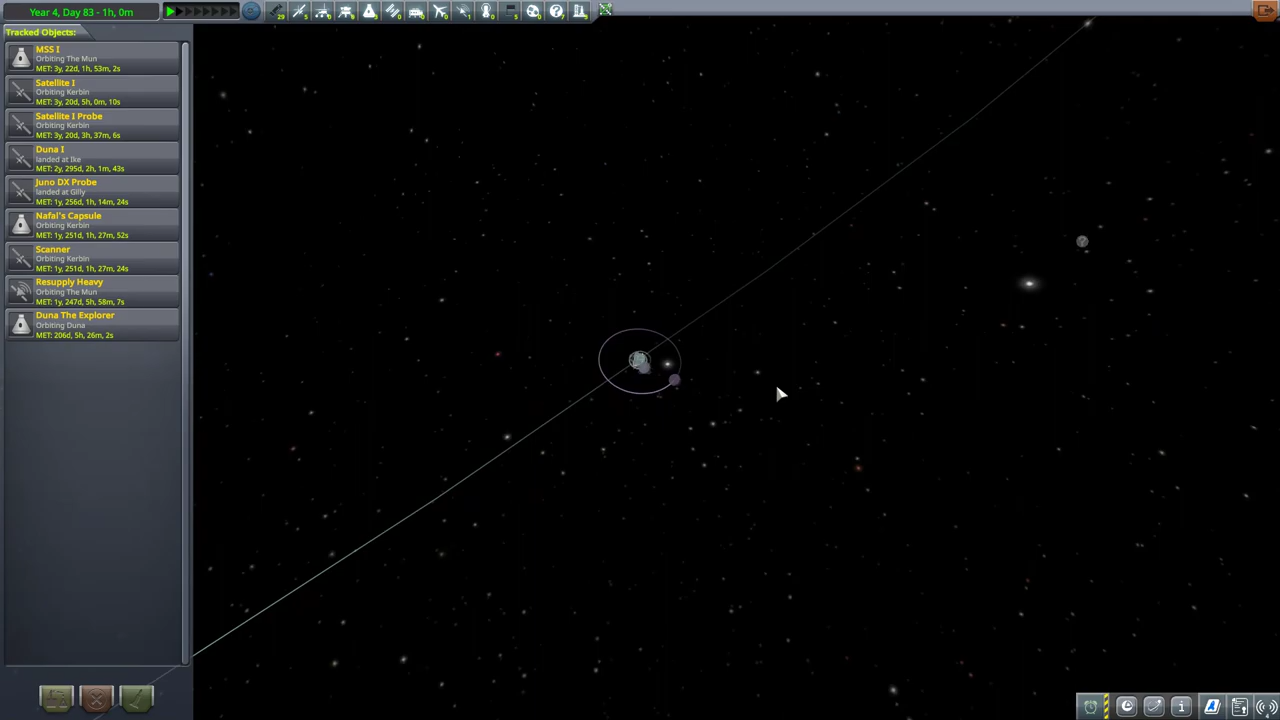 Year 4, Day 83 - 1h, 0m
Tracked Objects:
MSS I
Orbiting The Mun
MET: 3y, 22d, 1h, 53m, 2s
Satellite I
Orbiting Kerbin
MET: 3y, 20d, 5h, 0m, 10s
Satellite I Probe
Orbiting Kerbin
MET: 3y, 20d, 3h, 37m, 6s
Duna I
landed at Ike
MET: 2y, 295d, 2h, 1m, 43s
Juno DX Probe
landed at Gilly
MET: 1y, 256d, 1h, 14m, 24s
Nafal's Capsule
Orbiting Kerbin
MET: 1y, 251d, 1h, 27m, 52s
Scanner
Orbiting Kerbin
MET: 1y, 251d, 1h, 27m, 24s
Resupply Heavy
Orbiting The Mun
MET: 1y, 247d, 5h, 58m, 7s
Duna The Explorer
Orbiting Duna
MET: 206d, 5h, 26m, 2s